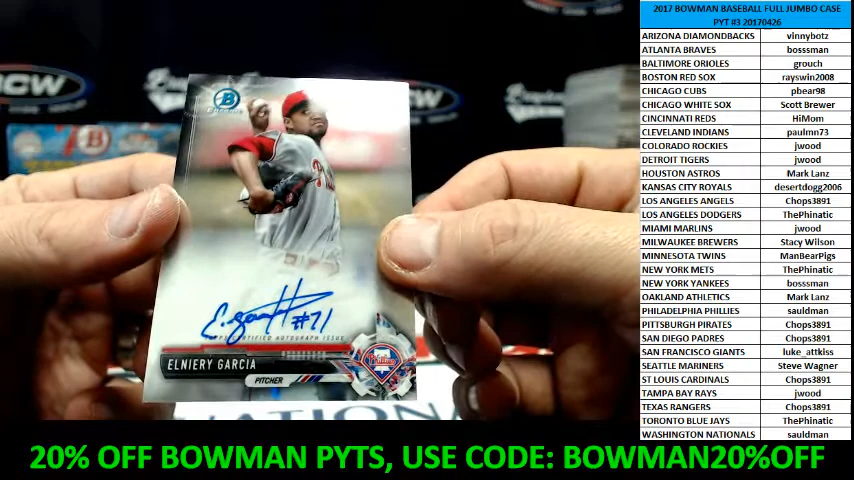 2017 BOWMAN BASEBALL FULL JUMBO CASE
PYT #3 20170426
ARIZONA DIAMONDBACKS vinnybotz
ATLANTA BRAVES bosssman
BALTIMORE ORIOLES grouch
BOSTON RED SOX rayswin2008
CHICAGO CUBS pbear98
CHICAGO WHITE SOX Scott Brewer
CINCINNATI REDS HiMom
CLEVELAND INDIANS paulmn73
COLORADO ROCKIES jwood
DETROIT TIGERS jwood
HOUSTON ASTROS Mark Lanz
KANSAS CITY ROYALS desertdogg2006
LOS ANGELES ANGELS Chops3891
LOS ANGELES DODGERS ThePhinatic
MIAMI MARLINS jwood
MILWAUKEE BREWERS Stacy Wilson
MINNESOTA TWINS ManBearPigs
NEW YORK METS ThePhinatic
NEW YORK YANKEES bosssman
OAKLAND ATHLETICS Mark Lanz
PHILADELPHIA PHILLIES sauldman
PITTSBURGH PIRATES Chops3891
SAN DIEGO PADRES Chops3891
SAN FRANCISCO GIANTS luke_attkiss
SEATTLE MARINERS Steve Wagner
ST LOUIS CARDINALS Chops3891
TAMPA BAY RAYS jwood
TEXAS RANGERS Chops3891
TORONTO BLUE JAYS ThePhinatic
WASHINGTON NATIONALS sauldman
BCW
B
#71
CERTIFIED AUTOGRAPH ISSUE
ELNIERY GARCIA
PITCHER
Phillies
20% OFF BOWMAN PYTS, USE CODE: BOWMAN20%OFF